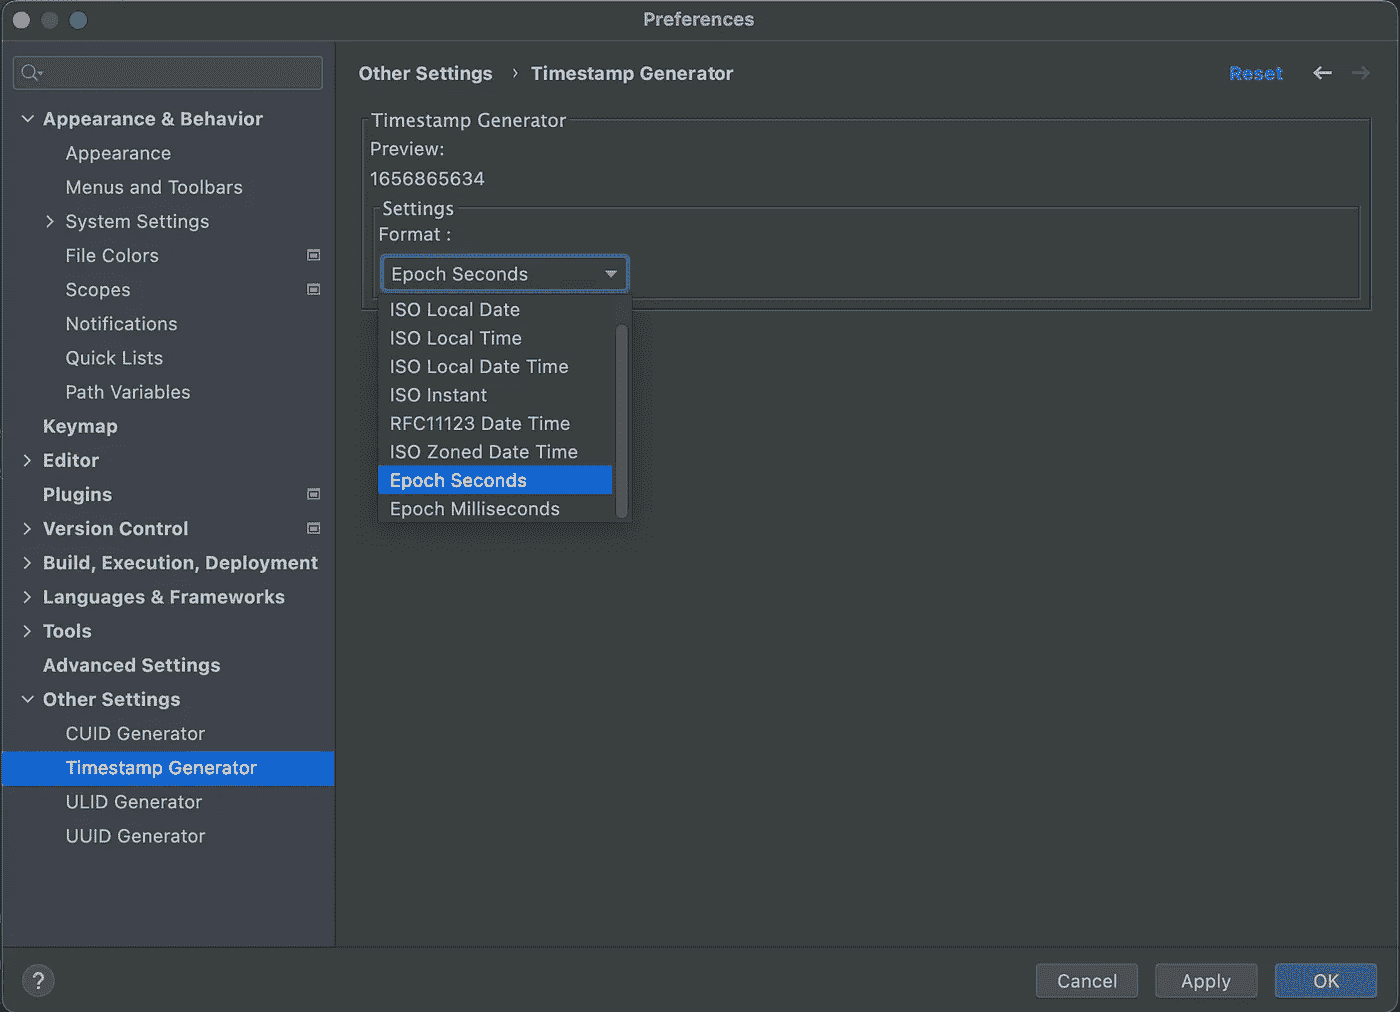 Preferences
Other Settings › Timestamp Generator
Reset
Appearance & Behavior
Appearance
Menus and Toolbars
System Settings
File Colors
Scopes
Notifications
Quick Lists
Path Variables
Keymap
Editor
Plugins
Version Control
Build, Execution, Deployment
Languages & Frameworks
Tools
Advanced Settings
Other Settings
CUID Generator
Timestamp Generator
ULID Generator
UUID Generator
Timestamp Generator
Preview:
1656865634
Settings
Format :
Epoch Seconds
ISO Local Date
ISO Local Time
ISO Local Date Time
ISO Instant
RFC11123 Date Time
ISO Zoned Date Time
Epoch Seconds
Epoch Milliseconds
?
Cancel
Apply
OK